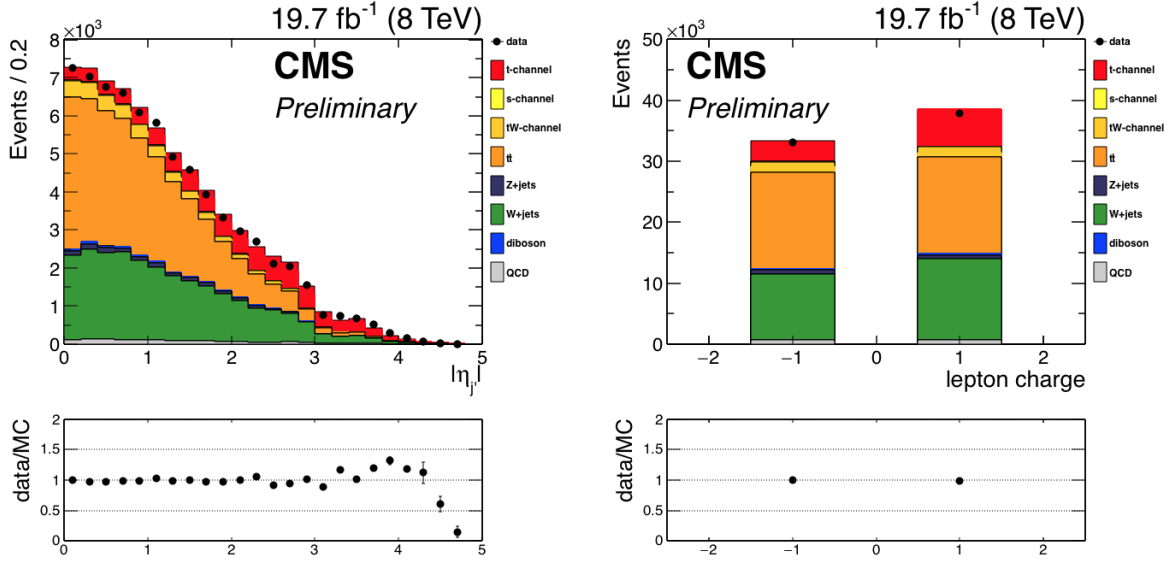 19.7 fb⁻¹ (8 TeV)
×10³
CMS
Preliminary
Events / 0.2
8
7
6
5
4
3
2
1
0
0 1 2 3 4 5
|η_j'|
data
t-channel
s-channel
tW-channel
tt̄
Z+jets
W+jets
diboson
QCD
data/MC
2
1.5
1
0.5
0
0 1 2 3 4 5
19.7 fb⁻¹ (8 TeV)
×10³
CMS
Preliminary
Events
50
40
30
20
10
0
−2 −1 0 1 2
lepton charge
data
t-channel
s-channel
tW-channel
tt̄
Z+jets
W+jets
diboson
QCD
data/MC
2
1.5
1
0.5
0
−2 −1 0 1 2